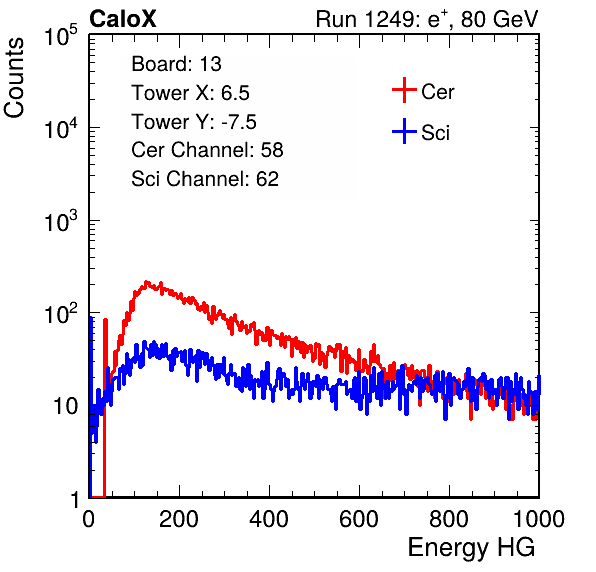 CaloX Run 1249: e⁺, 80 GeV
Counts
10⁵
10⁴
10³
10²
10
1
Board: 13
Tower X: 6.5
Tower Y: -7.5
Cer Channel: 58
Sci Channel: 62
Cer
Sci
0 200 400 600 800 1000
Energy HG